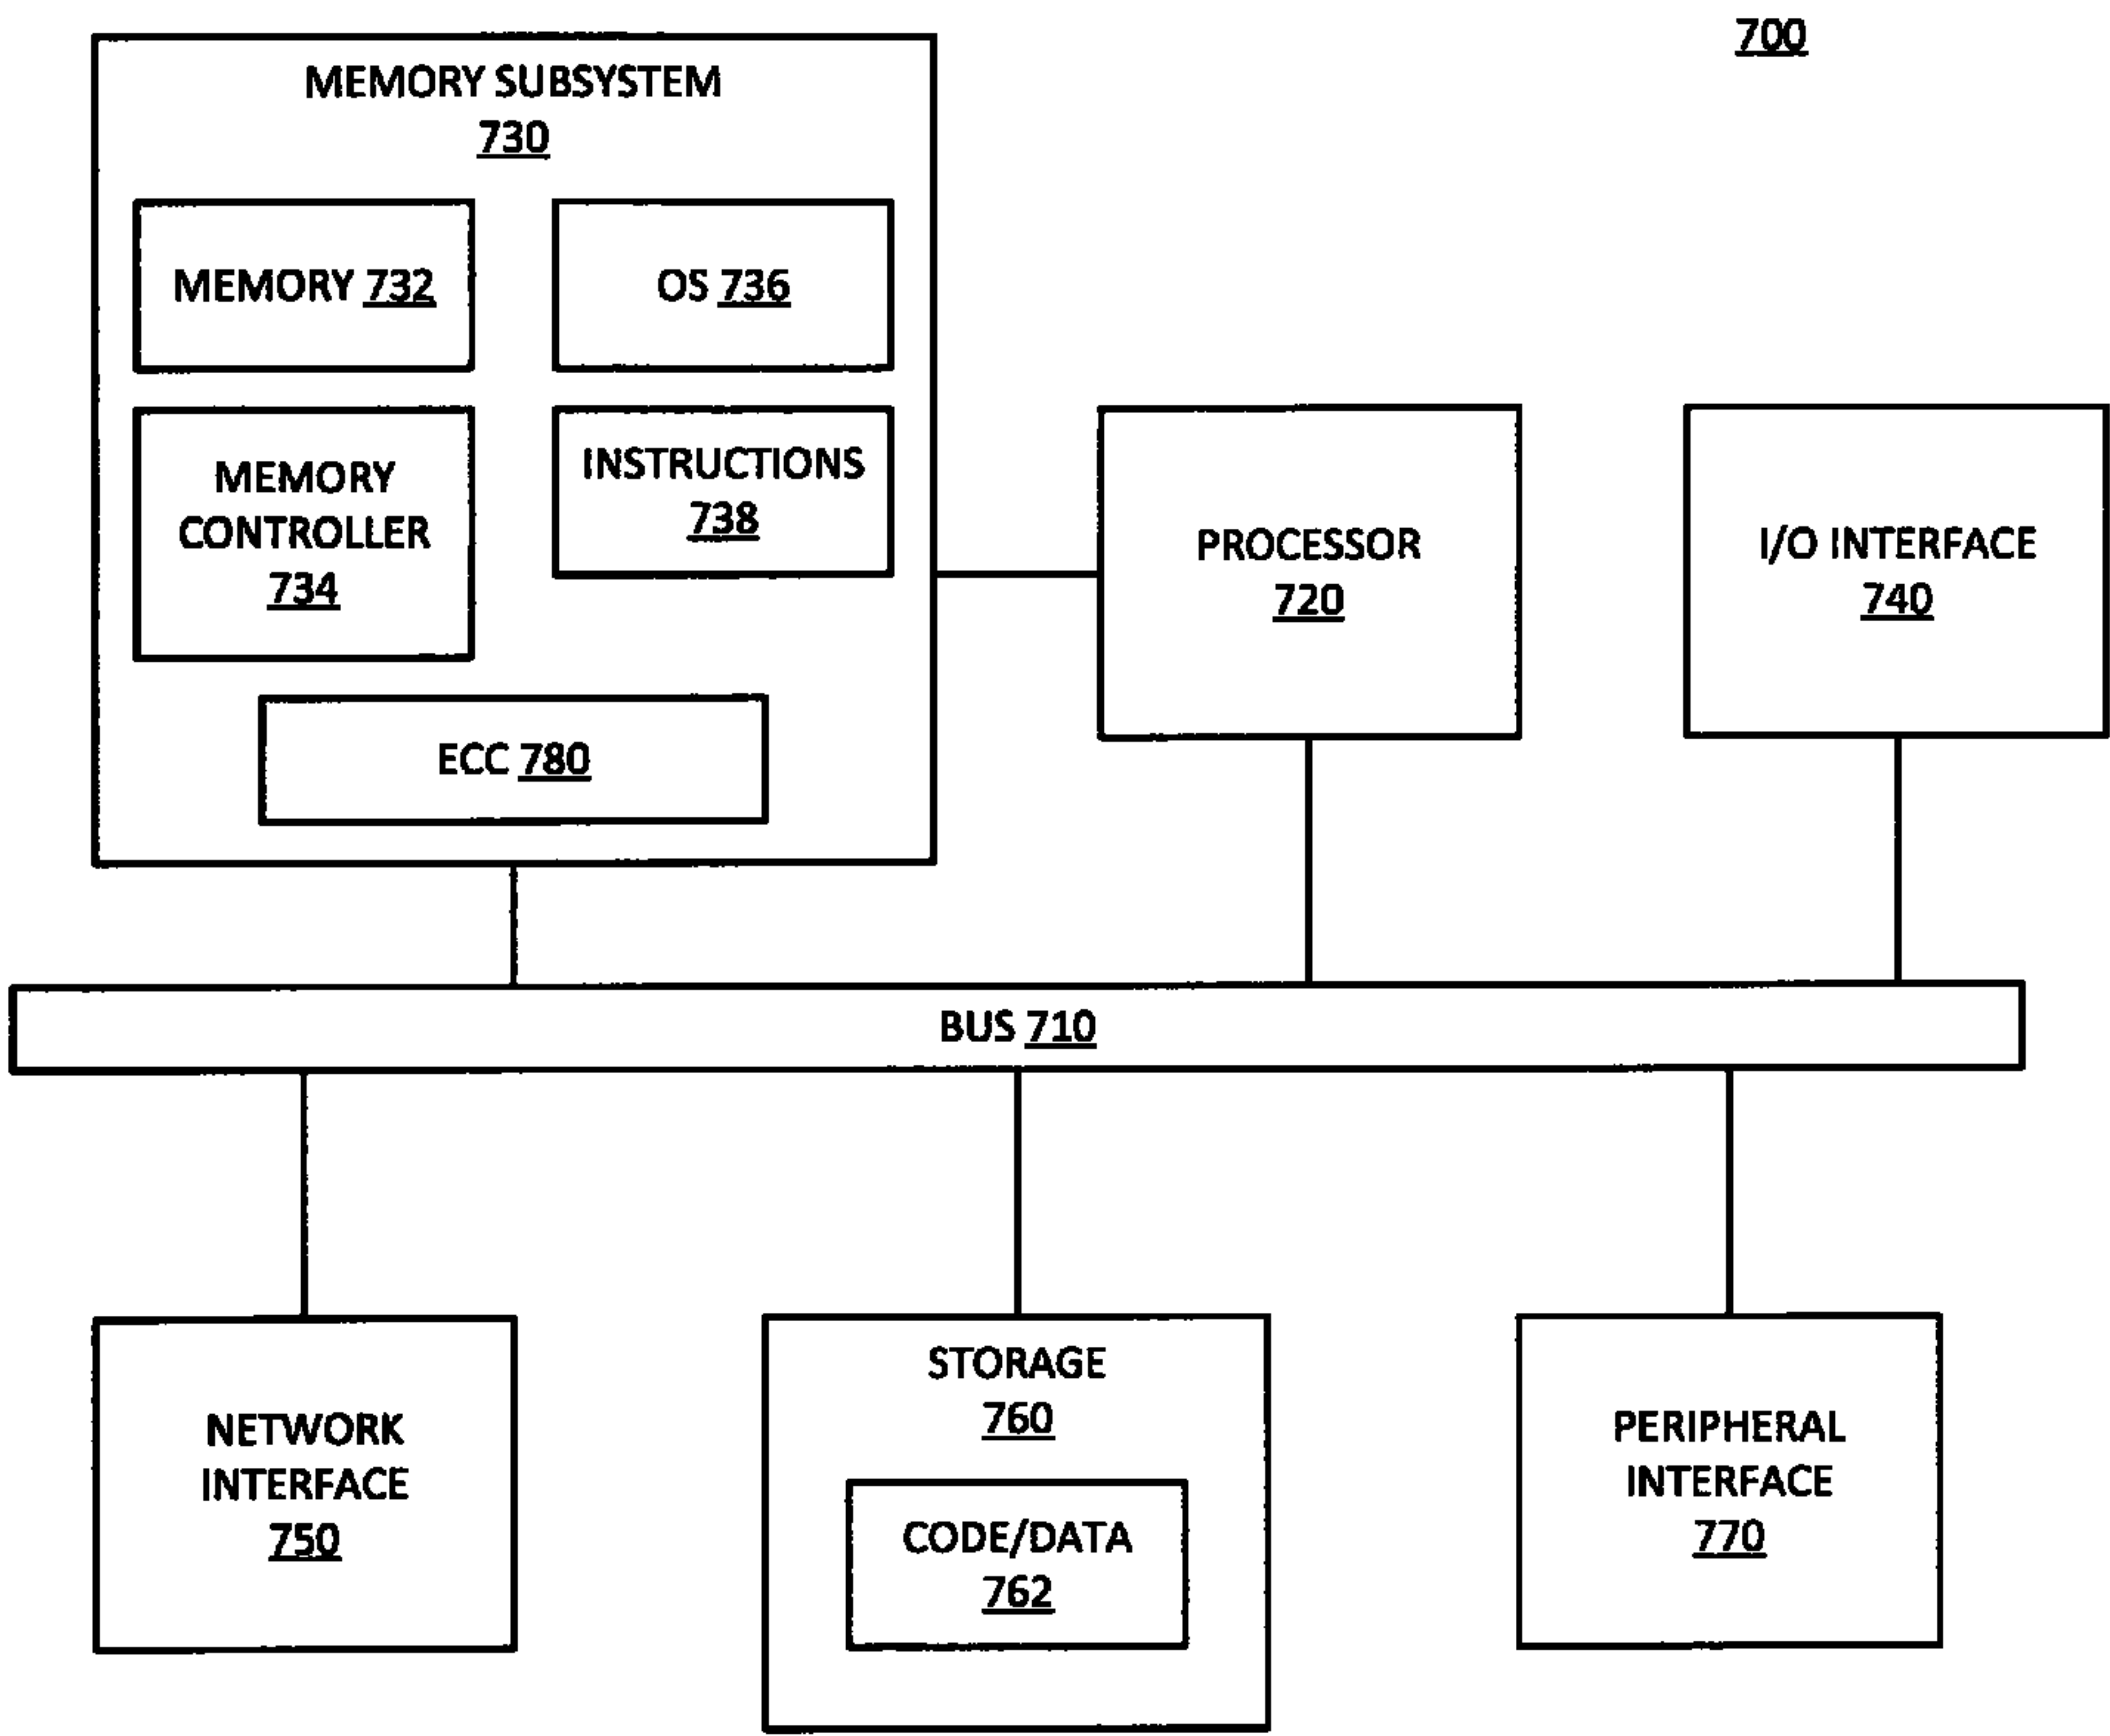 700
MEMORY SUBSYSTEM
730
MEMORY 732
OS 736
MEMORY
CONTROLLER
734
INSTRUCTIONS
738
ECC 780
PROCESSOR
720
I/O INTERFACE
740
BUS 710
NETWORK
INTERFACE
750
STORAGE
760
CODE/DATA
762
PERIPHERAL
INTERFACE
770